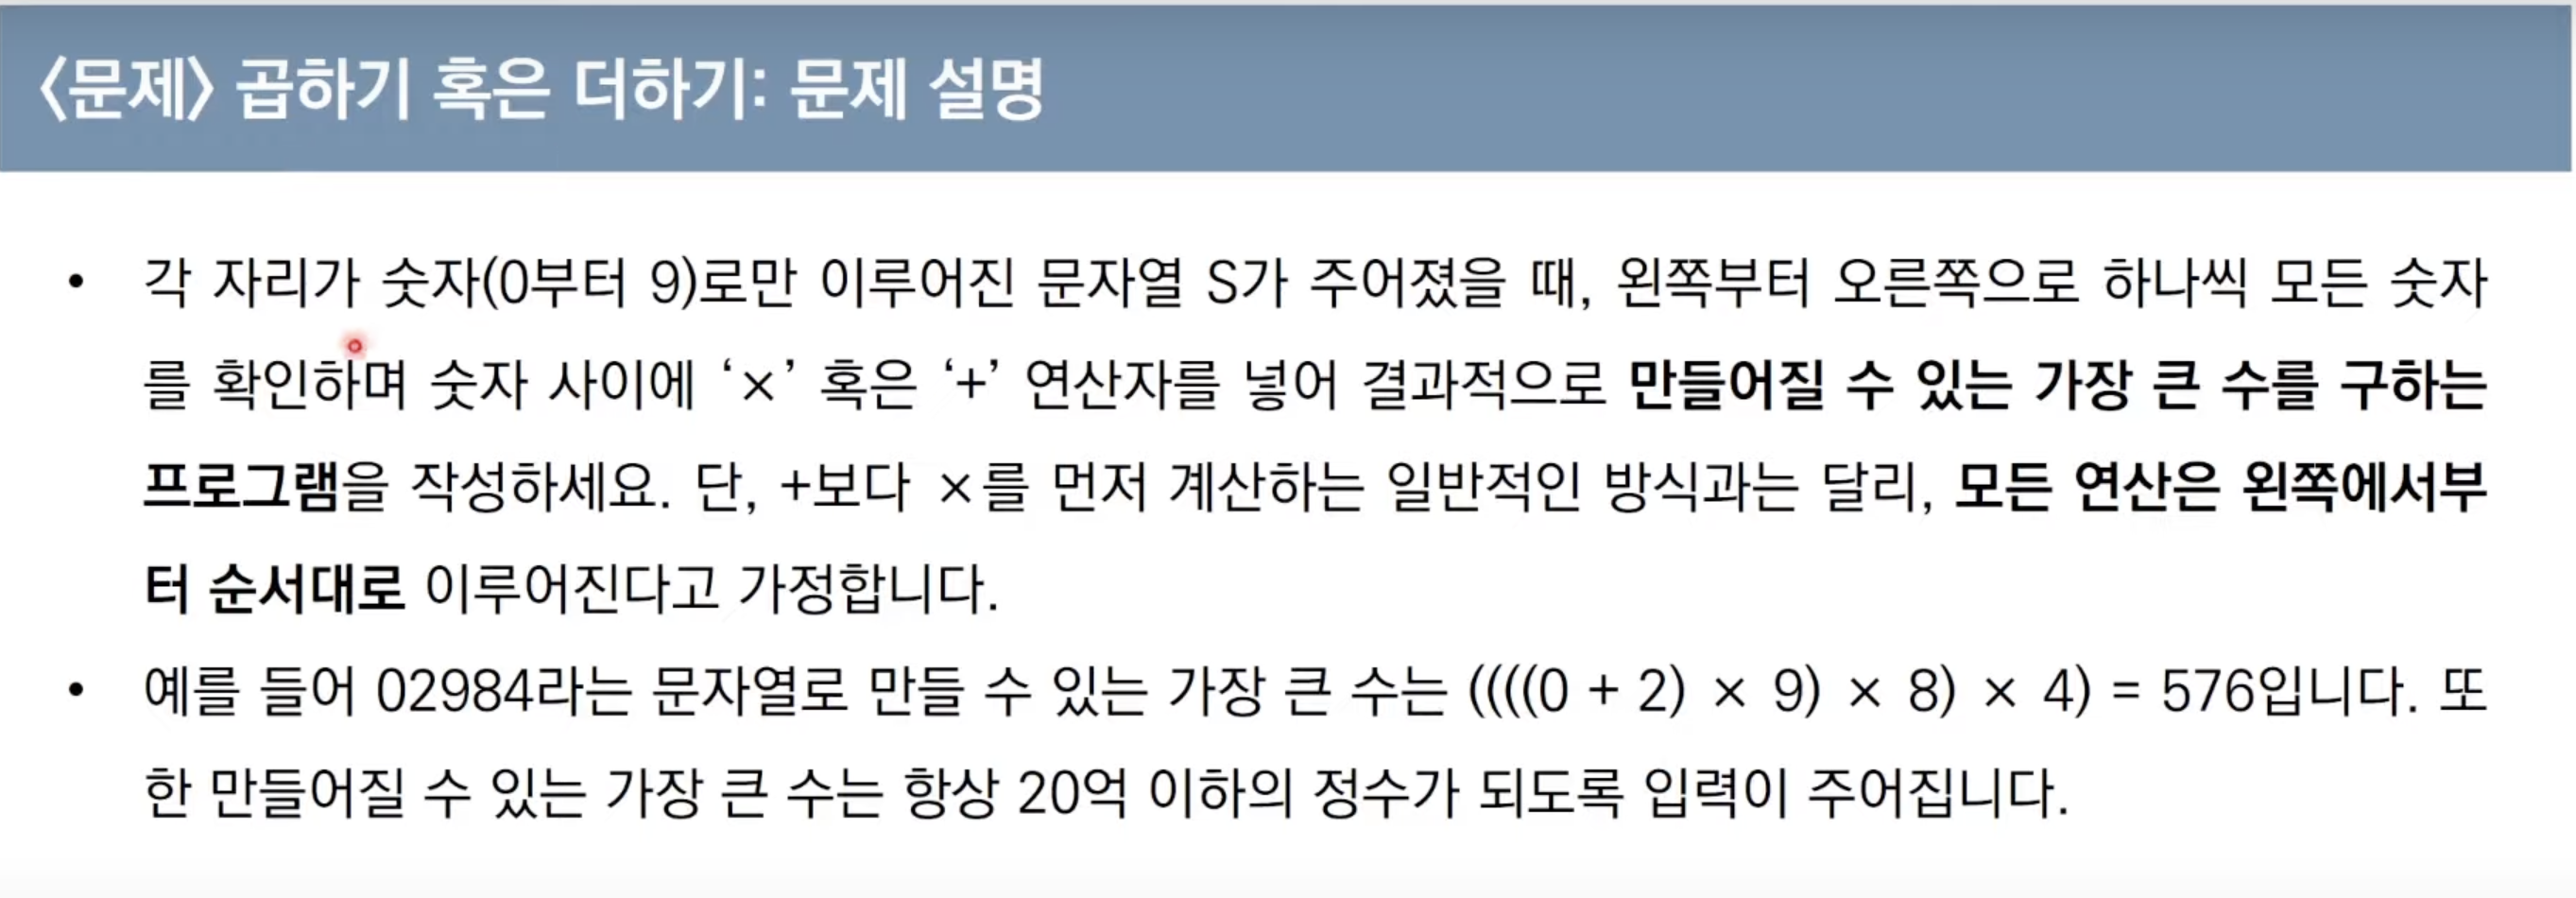 <문제> 곱하기 혹은 더하기: 문제 설명
• 각 자리가 숫자(0부터 9)로만 이루어진 문자열 S가 주어졌을 때, 왼쪽부터 오른쪽으로 하나씩 모든 숫자
를 확인하며 숫자 사이에 ‘×’ 혹은 ‘+’ 연산자를 넣어 결과적으로 만들어질 수 있는 가장 큰 수를 구하는
프로그램을 작성하세요. 단, +보다 ×를 먼저 계산하는 일반적인 방식과는 달리, 모든 연산은 왼쪽에서부
터 순서대로 이루어진다고 가정합니다.
• 예를 들어 02984라는 문자열로 만들 수 있는 가장 큰 수는 ((((0 + 2) × 9) × 8) × 4) = 576입니다. 또
한 만들어질 수 있는 가장 큰 수는 항상 20억 이하의 정수가 되도록 입력이 주어집니다.